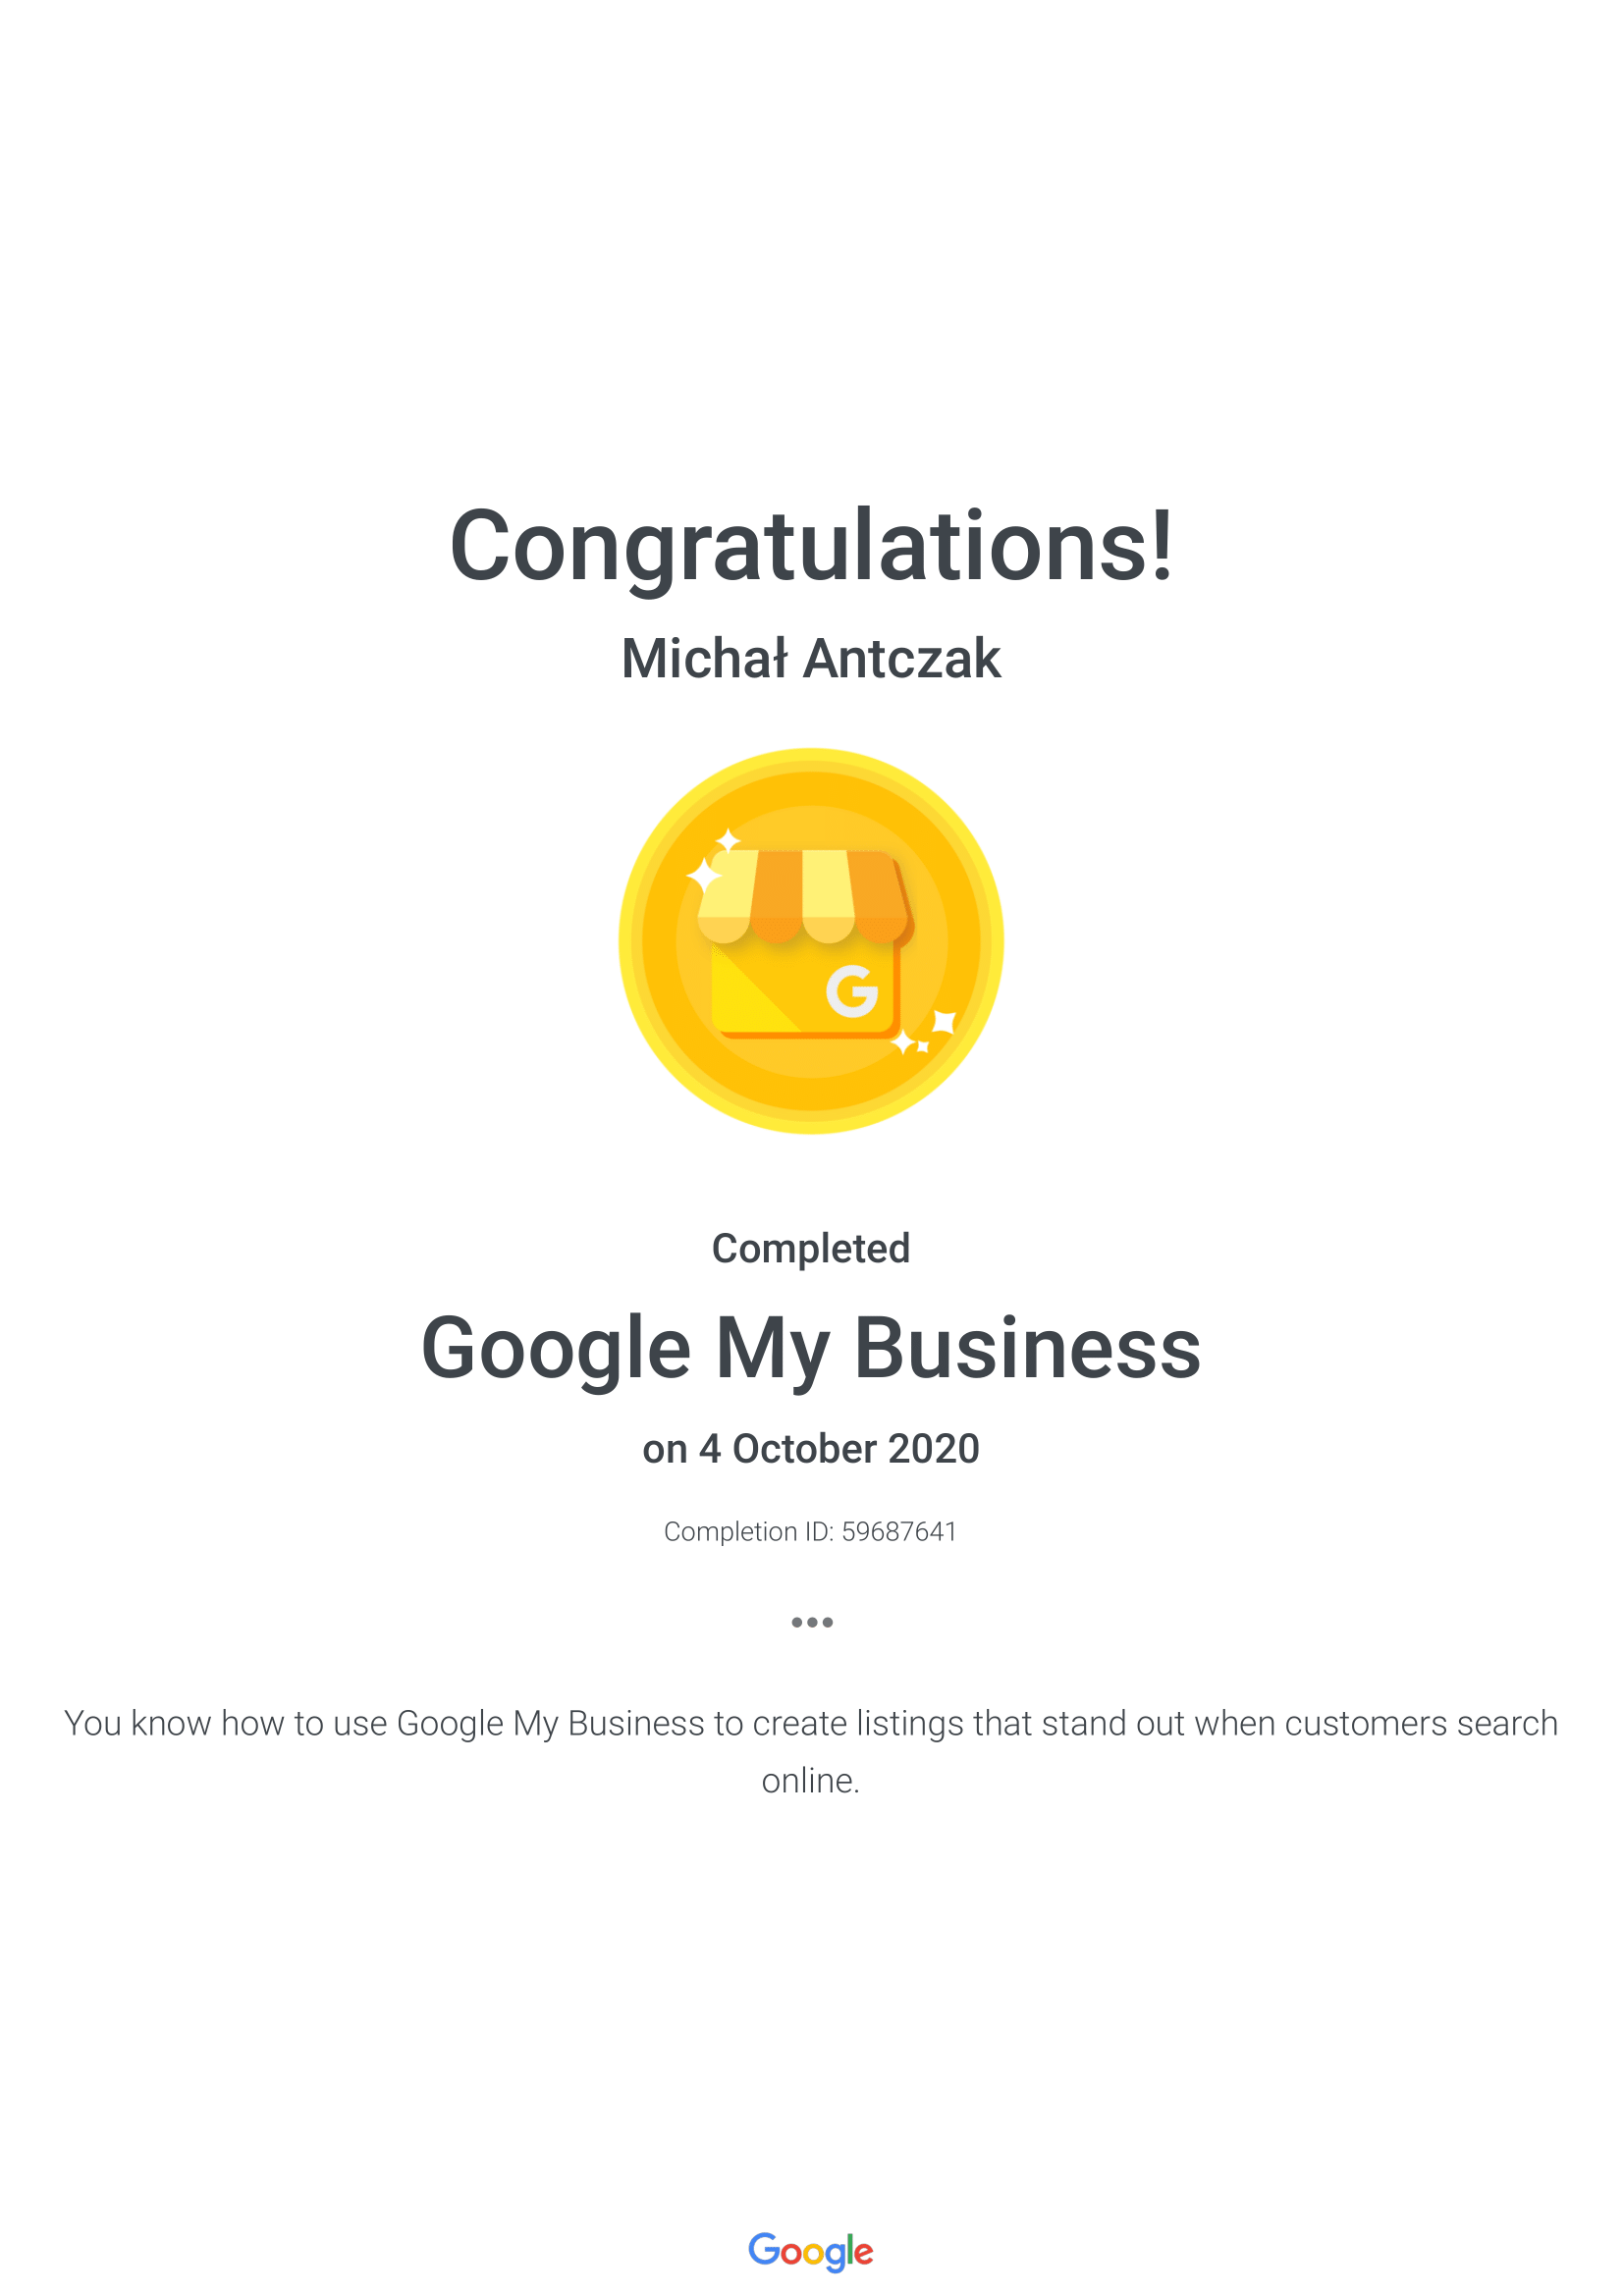 Congratulations!
Michał Antczak
G
Completed
Google My Business
on 4 October 2020
Completion ID: 59687641
•••
You know how to use Google My Business to create listings that stand out when customers search
online.
Google